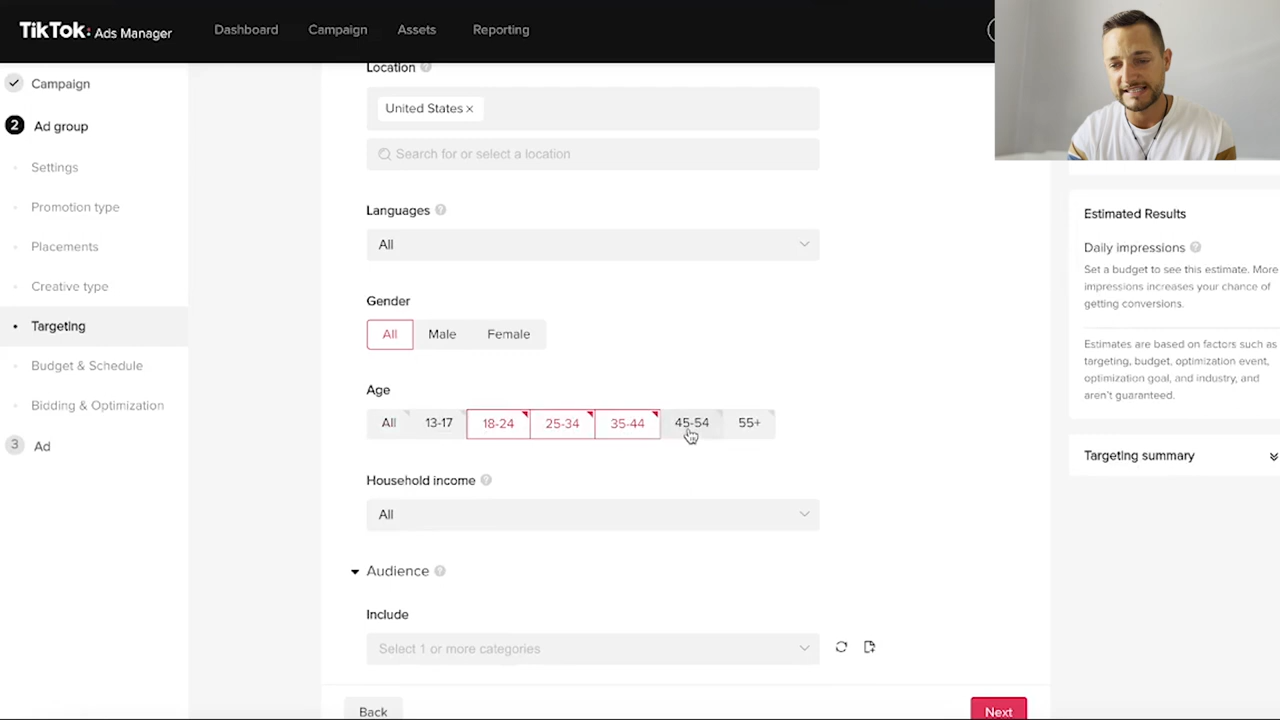 TikTok: Ads Manager
Dashboard
Campaign
Assets
Reporting
Campaign
2 Ad group
Settings
Promotion type
Placements
Creative type
Targeting
Budget & Schedule
Bidding & Optimization
3 Ad
Location ?
United States ×
Search for or select a location
Languages ?
All
Gender
All Male Female
Age
All 13-17 18-24 25-34 35-44 45-54 55+
Household income ?
All
Audience ?
Include
Select 1 or more categories
Back
Next
Estimated Results
Daily impressions ?
Set a budget to see this estimate. More
impressions increases your chance of
getting conversions.
Estimates are based on factors such as
targeting, budget, optimization event,
optimization goal, and industry, and
aren't guaranteed.
Targeting summary